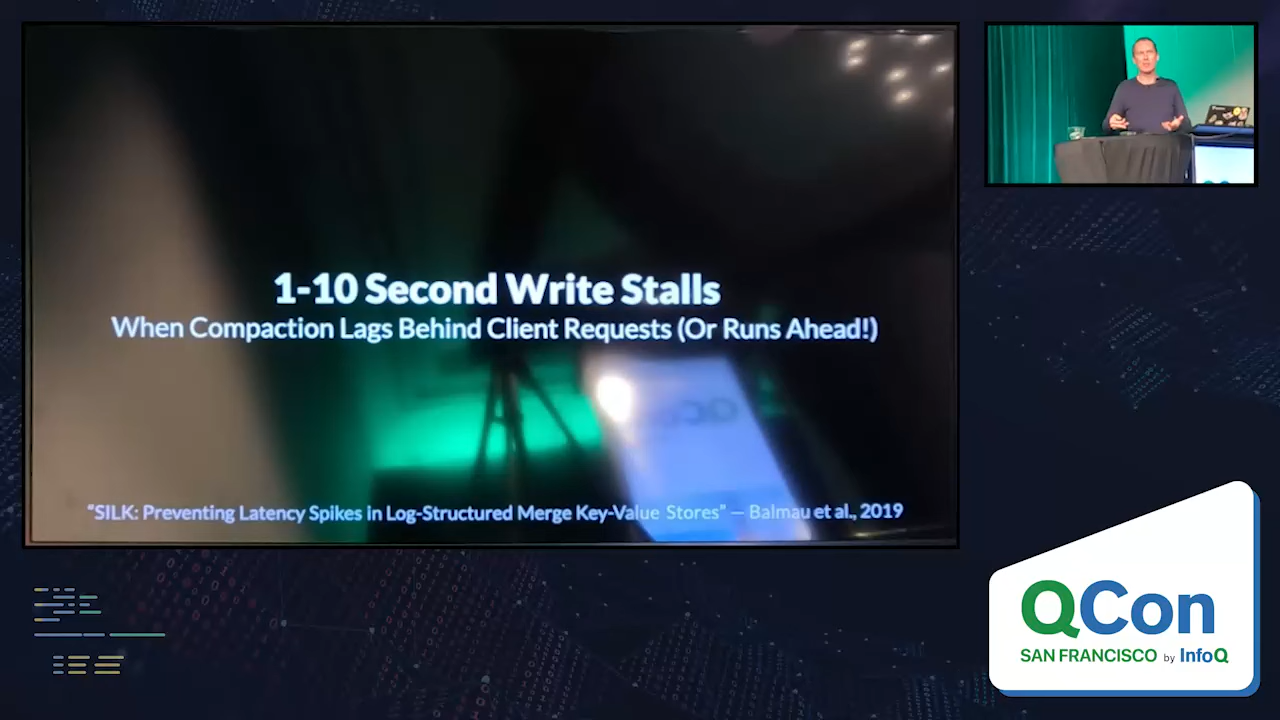 1-10 Second Write Stalls
When Compaction Lags Behind Client Requests (Or Runs Ahead!)
“SILK: Preventing Latency Spikes in Log-Structured Merge Key-Value Stores” — Balmau et al., 2019
QCon
SAN FRANCISCO by InfoQ